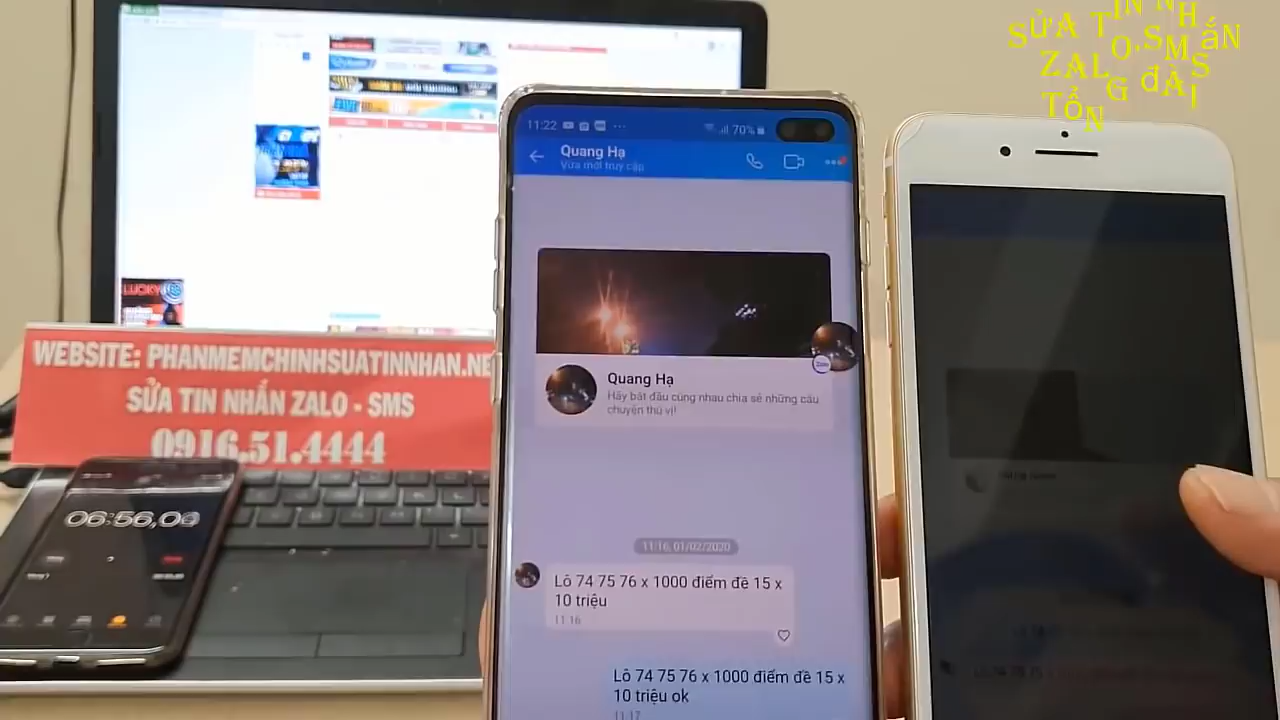 SỬA TIN NHẮN
ZALO.SMS
TỔNG ĐÀI
11:22
70%
Quang Hạ
Vừa mới truy cập
WEBSITE: PHANMEMCHINHSUATINNHAN.NE
SỬA TIN NHẮN ZALO - SMS
0916.51.4444
Quang Hạ
Hãy bắt đầu cùng nhau chia sẻ những câu
chuyện thú vị!
06:56,08
11:16, 01/02/2020
Lô 74 75 76 x 1000 điểm đề 15 x
10 triệu
11:16
Lô 74 75 76 x 1000 điểm đề 15 x
10 triệu ok
11:17
LUCKY